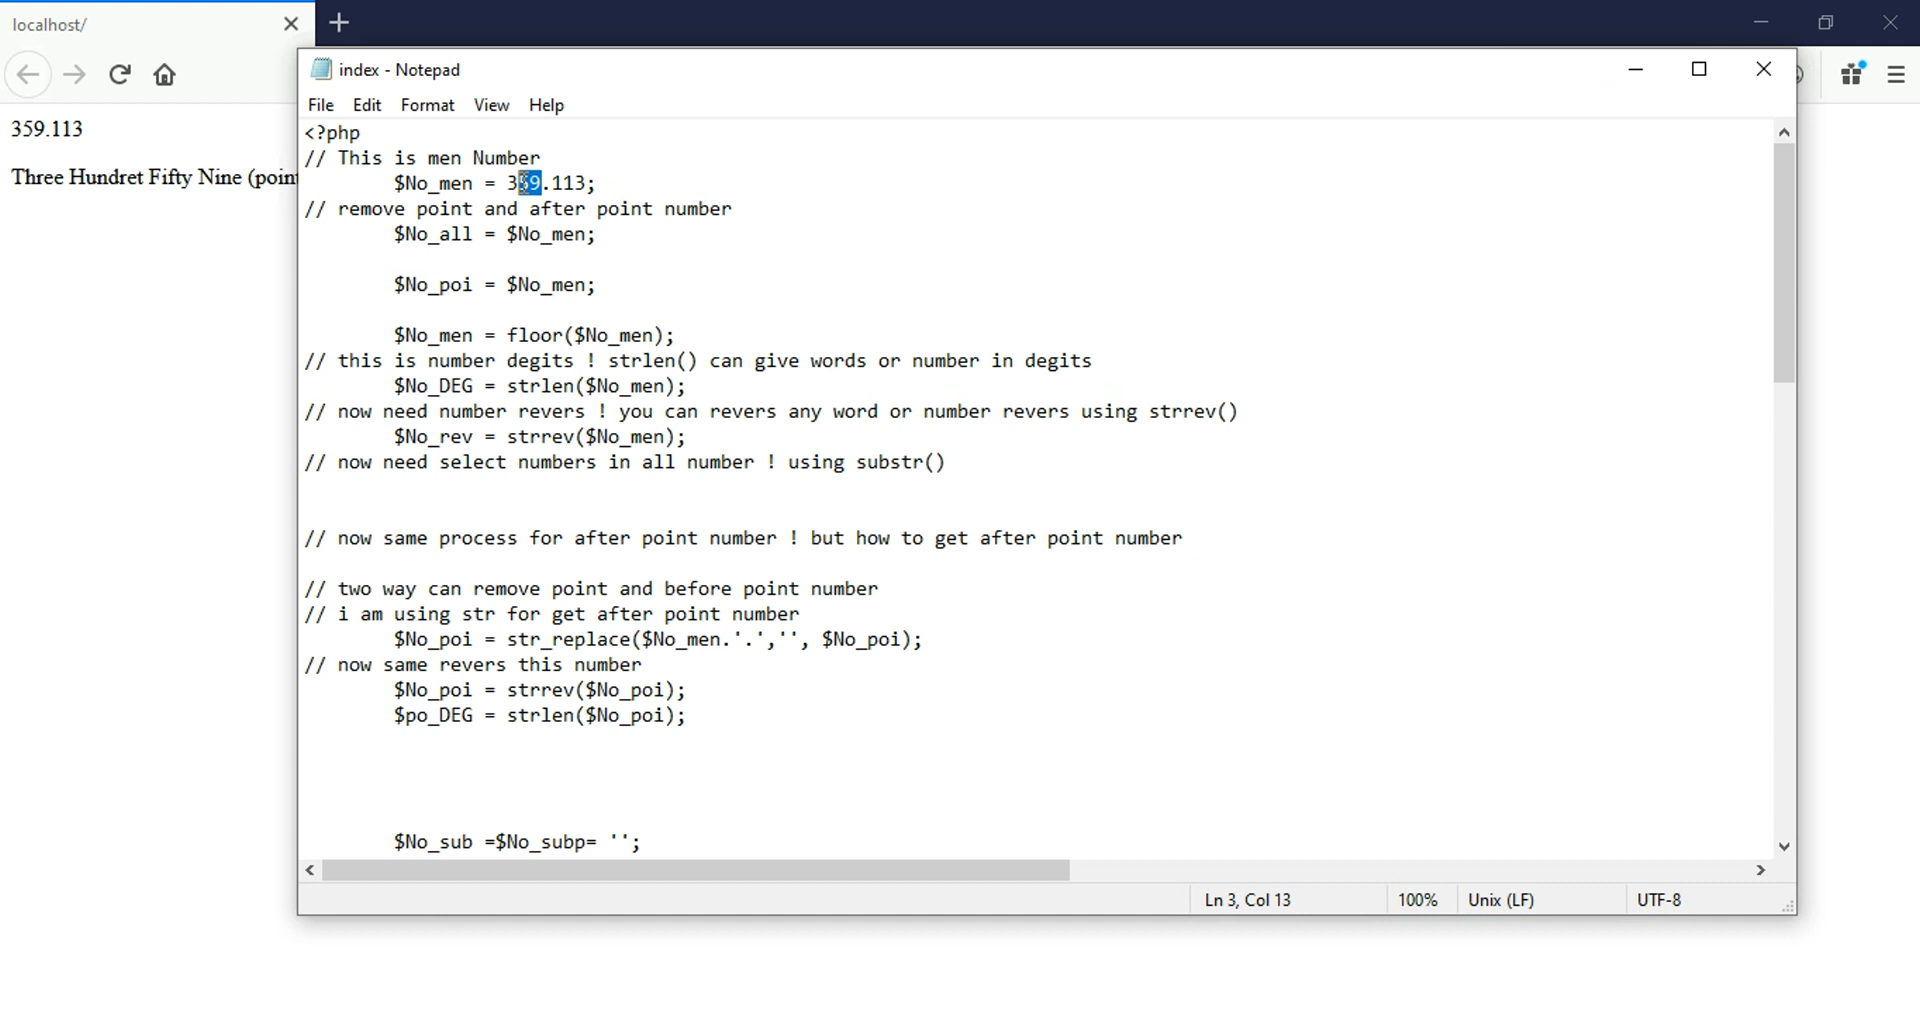 localhost/
index - Notepad
File Edit Format View Help
359.113
Three Hundret Fifty Nine (point
<?php
// This is men Number
$No_men = 359.113;
// remove point and after point number
$No_all = $No_men;
$No_poi = $No_men;
$No_men = floor($No_men);
// this is number degits ! strlen() can give words or number in degits
$No_DEG = strlen($No_men);
// now need number revers ! you can revers any word or number revers using strrev()
$No_rev = strrev($No_men);
// now need select numbers in all number ! using substr()
// now same process for after point number ! but how to get after point number
// two way can remove point and before point number
// i am using str for get after point number
$No_poi = str_replace($No_men.'.','', $No_poi);
// now same revers this number
$No_poi = strrev($No_poi);
$po_DEG = strlen($No_poi);
$No_sub =$No_subp= '';
Ln 3, Col 13 100% Unix (LF) UTF-8